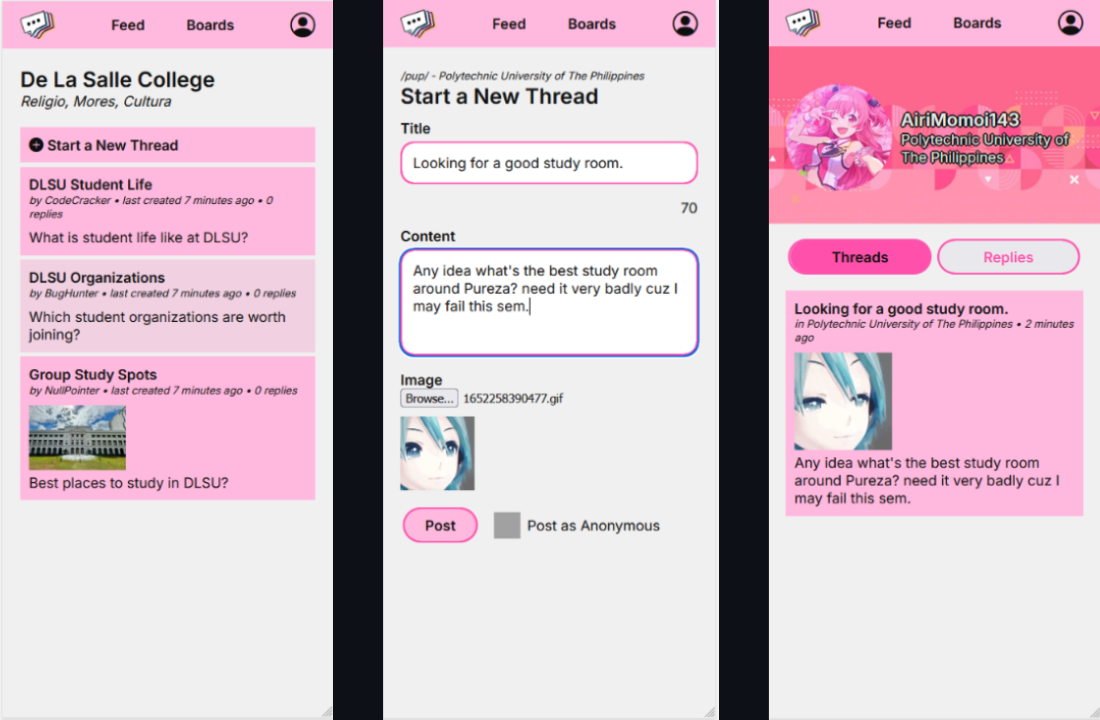 Feed
Boards
De La Salle College
Religio, Mores, Cultura
Start a New Thread
DLSU Student Life
by CodeCracker • last created 7 minutes ago • 0
replies
What is student life like at DLSU?
DLSU Organizations
by BugHunter • last created 7 minutes ago • 0 replies
Which student organizations are worth
joining?
Group Study Spots
by NullPointer • last created 7 minutes ago • 0 replies
Best places to study in DLSU?
Feed
Boards
/pup/ - Polytechnic University of The Philippines
Start a New Thread
Title
Looking for a good study room.
70
Content
Any idea what's the best study room
around Pureza? need it very badly cuz I
may fail this sem.
Image
Browse... 1652258390477.gif
Post
Post as Anonymous
Feed
Boards
AiriMomoi143
Polytechnic University of
The Philippines
Threads
Replies
Looking for a good study room.
in Polytechnic University of The Philippines • 2 minutes
ago
Any idea what's the best study room
around Pureza? need it very badly cuz I
may fail this sem.